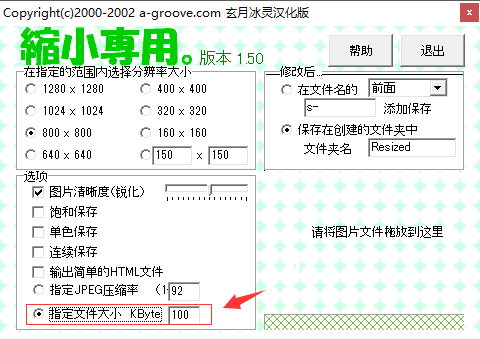 Copyright(c)2000-2002 a-groove.com 玄月冰灵汉化版
x
縮小専用。版本 1.50
帮助
退出
在指定的范围内选择分辨率大小
1280 x 1280
400 x 400
1024 x 1024
320 x 320
800 x 800
160 x 160
640 x 640
150 x 150
修改后...
在文件名的 前面
s- 添加保存
保存在创建的文件夹中
文件夹名 Resized
选项
图片清晰度(锐化)
饱和保存
单色保存
连续保存
输出简单的HTML文件
指定JPEG压缩率 (1- 92
指定文件大小 KByte 100
请将图片文件拖放到这里